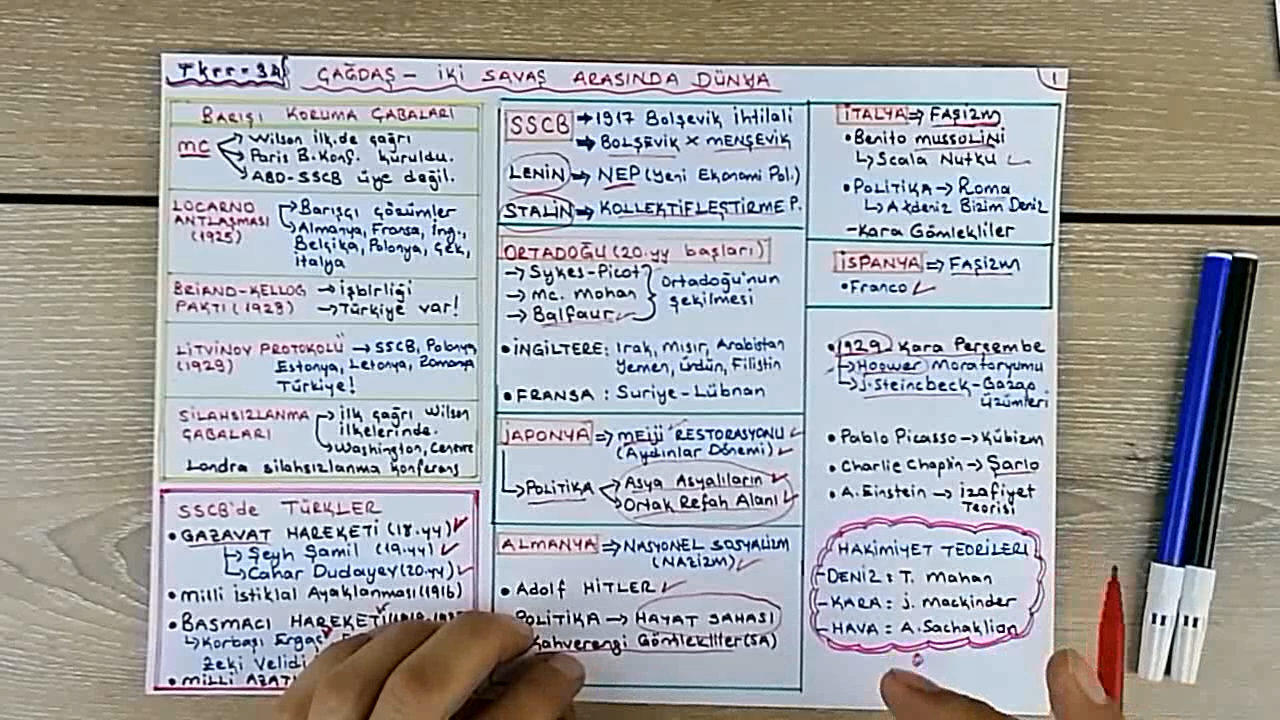 Tkrr = 3A
ÇAĞDAŞ – İKİ SAVAŞ ARASINDA DÜNYA
1
BARIŞI KORUMA ÇABALARI
MC
Wilson ilk.de çağrı
Paris B.Konf. kuruldu.
ABD-SSCB üye değil.
LOCARNO ANTLAŞMASI (1925)
Barışçı çözümler
Almanya, Fransa, İng.,
Belçika, Polonya, Çek,
İtalya
BRİAND-KELLOG → işbirliği
PAKTI (1928) → Türkiye var!
LİTVİNOV PROTOKOLÜ → SSCB, Polonya,
(1929) Estonya, Letonya, Romanya
Türkiye!
SİLAHSIZLANMA ÇABALARI
İlk çağrı Wilson
ilkelerinde.
Washington, Cenevre
Londra silahsızlanma konferans
SSCB'de TÜRKLER
• GAZAVAT HAREKETİ (18.yy)
Şeyh Şamil (19.yy)
Cahar Dudayev (20.yy)
• Milli İstiklal Ayaklanması (1916)
• BASMACI HAREKETİ
Korbaşı Ergaş
Zeki Velidi
• MİLLİ
SSCB → 1917 Bolşevik İhtilali
→ BOLŞEVİK X MENŞEVİK
LENİN → NEP (Yeni Ekonomi Pol.)
STALİN → KOLLEKTİFLEŞTİRME P.
ORTADOĞU (20.yy başları)
→ Sykes-Picot
→ Mc. Mohan
→ Balfaur
Ortadoğu'nun
şekilmesi
• İNGİLTERE: Irak, Mısır, Arabistan
Yemen, Ürdün, Filistin
• FRANSA : Suriye-Lübnan
JAPONYA ⇒ MEİJİ RESTORASYONU
(Aydınlar Dönemi)
POLİTİKA
Asya Asyalıların
Ortak Refah Alanı
ALMANYA ⇒ NASYONEL SOSYALİZM
(NAZİZM)
• Adolf HİTLER
POLİTİKA → HAYAT SAHASI
Kahverengi Gömlekliler (SA)
İTALYA ⇒ FAŞİZM
• Benito MUSSOLİNİ
Scala Nutku
• POLİTİKA → Roma
Akdeniz Bizim Deniz
- Kara Gömlekliler
İSPANYA ⇒ FAŞİZM
• Franco
• 1929 Kara Perşembe
Hoower Moratoryumu
J.Steincbeck-Gazap
Üzümleri
• Pablo Picasso → Kübizm
• Charlie Chaplin → Şarlo
• A.Einstein → izafiyet
Teorisi
HAKİMİYET TEORİLERİ
- DENİZ : T. Mahan
- KARA : J. Mackinder
- HAVA : A.Sachaklian